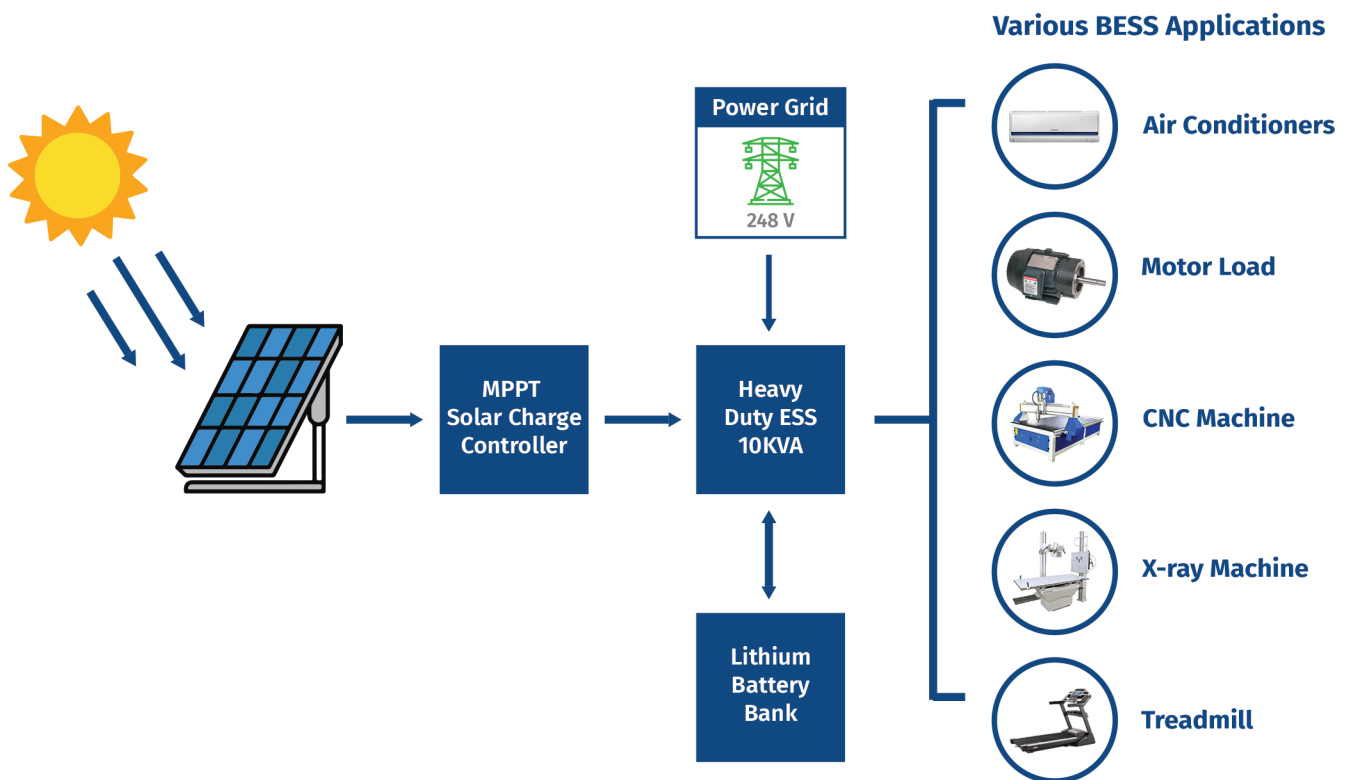 Various BESS Applications
Power Grid
248 V
Air Conditioners
Motor Load
MPPT
Solar Charge
Controller
Heavy
Duty ESS
10KVA
CNC Machine
X-ray Machine
Lithium
Battery
Bank
Treadmill